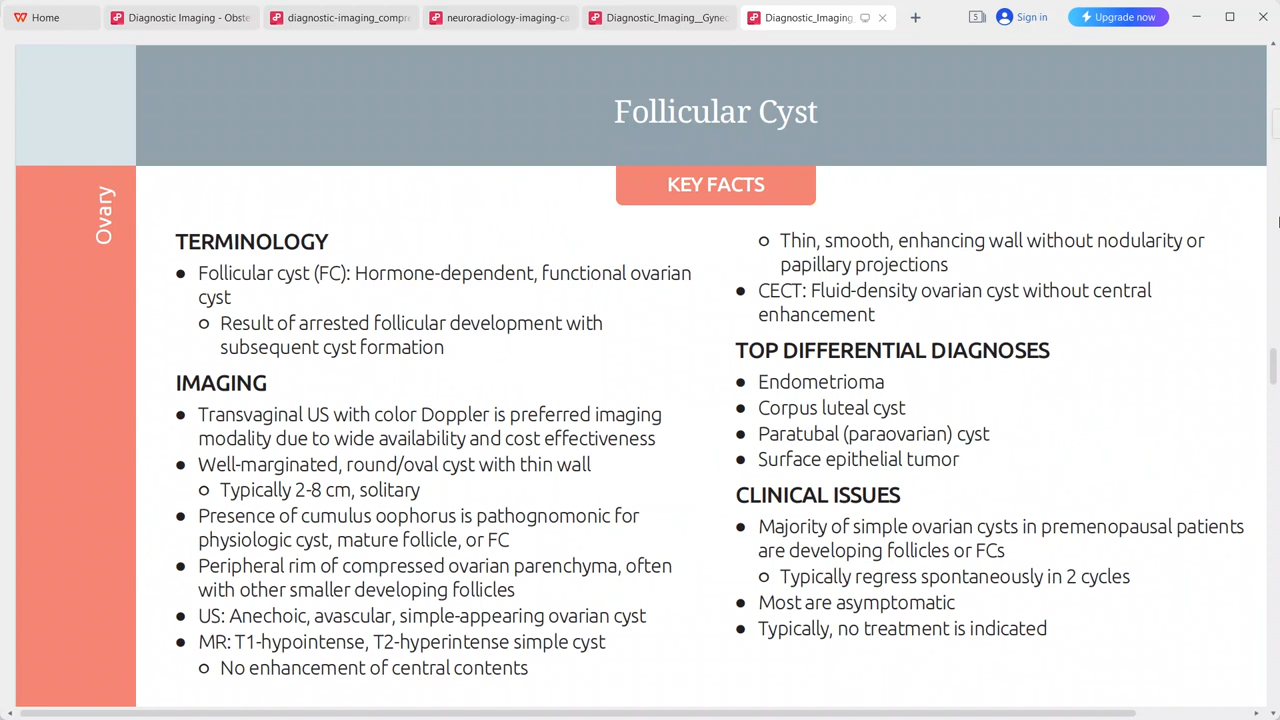 Home
Diagnostic Imaging - Obste
diagnostic-imaging_compre
neuroradiology-imaging-ca
Diagnostic_Imaging__Gynec
Diagnostic_Imaging_
5
Sign in
Upgrade now
Follicular Cyst
KEY FACTS
Ovary
TERMINOLOGY
● Follicular cyst (FC): Hormone-dependent, functional ovarian
cyst
○ Result of arrested follicular development with
subsequent cyst formation
IMAGING
● Transvaginal US with color Doppler is preferred imaging
modality due to wide availability and cost effectiveness
● Well-marginated, round/oval cyst with thin wall
○ Typically 2-8 cm, solitary
● Presence of cumulus oophorus is pathognomonic for
physiologic cyst, mature follicle, or FC
● Peripheral rim of compressed ovarian parenchyma, often
with other smaller developing follicles
● US: Anechoic, avascular, simple-appearing ovarian cyst
● MR: T1-hypointense, T2-hyperintense simple cyst
○ No enhancement of central contents
○ Thin, smooth, enhancing wall without nodularity or
papillary projections
● CECT: Fluid-density ovarian cyst without central
enhancement
TOP DIFFERENTIAL DIAGNOSES
● Endometrioma
● Corpus luteal cyst
● Paratubal (paraovarian) cyst
● Surface epithelial tumor
CLINICAL ISSUES
● Majority of simple ovarian cysts in premenopausal patients
are developing follicles or FCs
○ Typically regress spontaneously in 2 cycles
● Most are asymptomatic
● Typically, no treatment is indicated